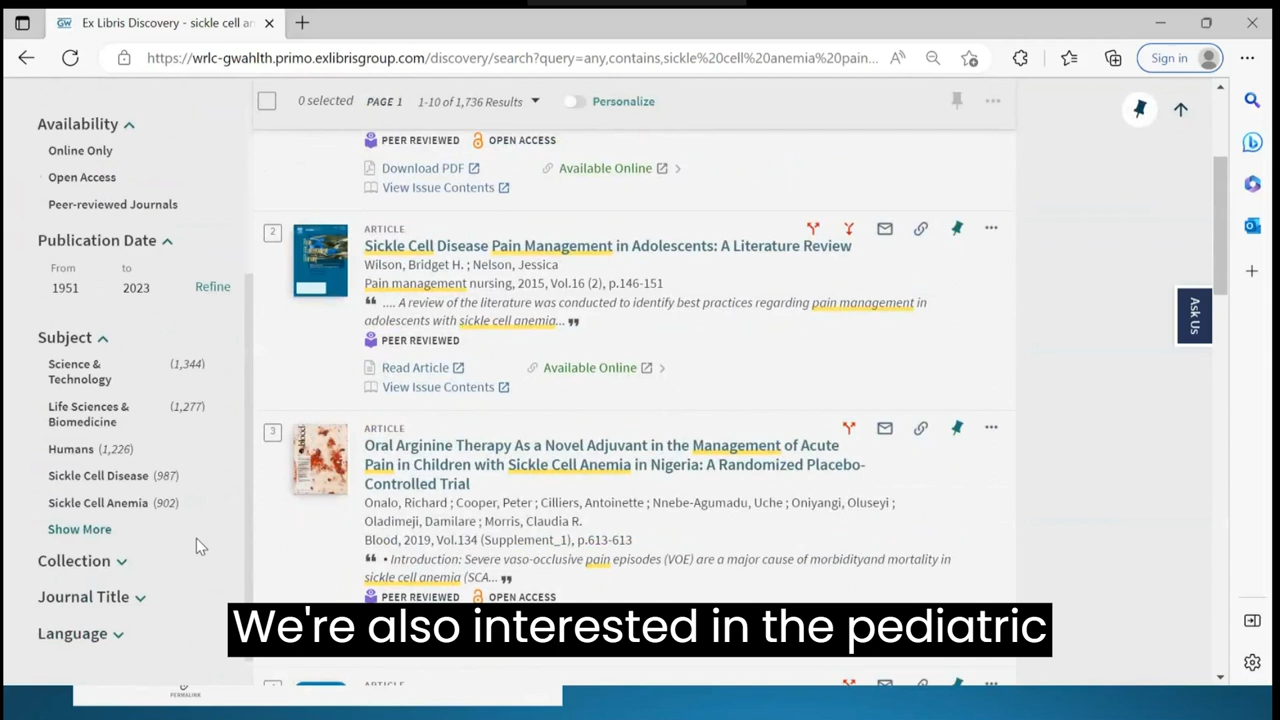 Ex Libris Discovery - sickle cell an
Sign in
https://wrlc-gwahlth.primo.exlibrisgroup.com/discovery/search?query=any,contains,sickle%20cell%20anemia%20pain...
0 selected PAGE 1 1-10 of 1,736 Results Personalize
Availability
Online Only
Open Access
Peer-reviewed Journals
Publication Date
From to
1951 2023 Refine
Subject
Science & Technology (1,344)
Life Sciences & Biomedicine (1,277)
Humans (1,226)
Sickle Cell Disease (987)
Sickle Cell Anemia (902)
Show More
Collection
Journal Title
Language
PEER REVIEWED OPEN ACCESS
Download PDF Available Online
View Issue Contents
2
ARTICLE
Sickle Cell Disease Pain Management in Adolescents: A Literature Review
Wilson, Bridget H. ; Nelson, Jessica
Pain management nursing, 2015, Vol.16 (2), p.146-151
❝ .... A review of the literature was conducted to identify best practices regarding pain management in
adolescents with sickle cell anemia... ❞
PEER REVIEWED
Read Article Available Online
View Issue Contents
3
ARTICLE
Oral Arginine Therapy As a Novel Adjuvant in the Management of Acute
Pain in Children with Sickle Cell Anemia in Nigeria: A Randomized Placebo-
Controlled Trial
Onalo, Richard ; Cooper, Peter ; Cilliers, Antoinette ; Nnebe-Agumadu, Uche ; Oniyangi, Oluseyi ;
Oladimeji, Damilare ; Morris, Claudia R.
Blood, 2019, Vol.134 (Supplement_1), p.613-613
❝ • Introduction: Severe vaso-occlusive pain episodes (VOE) are a major cause of morbidityand mortality in
sickle cell anemia (SCA... ❞
PEER REVIEWED OPEN ACCESS
ARTICLE
Ask Us
We're also interested in the pediatric
PERMALINK